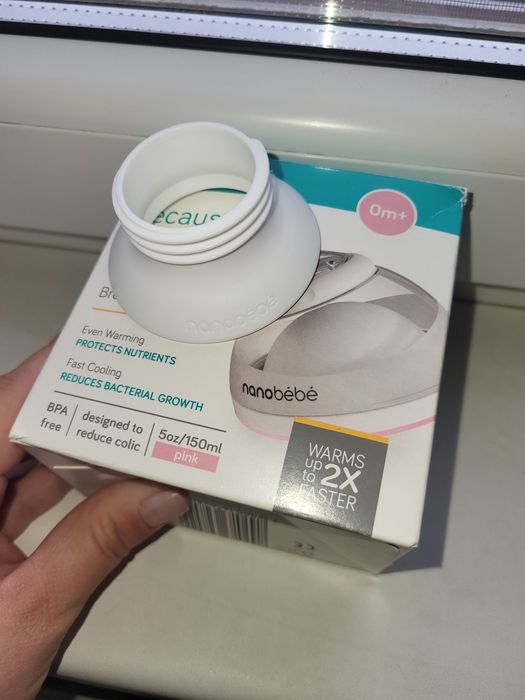 ecaus
0m+
nanobébé
Bre
Even Warming
PROTECTS NUTRIENTS
Fast Cooling
REDUCES BACTERIAL GROWTH
nanobébé
BPA
free
designed to
reduce colic
5oz/150ml
pink
WARMS
up
to 2X
FASTER